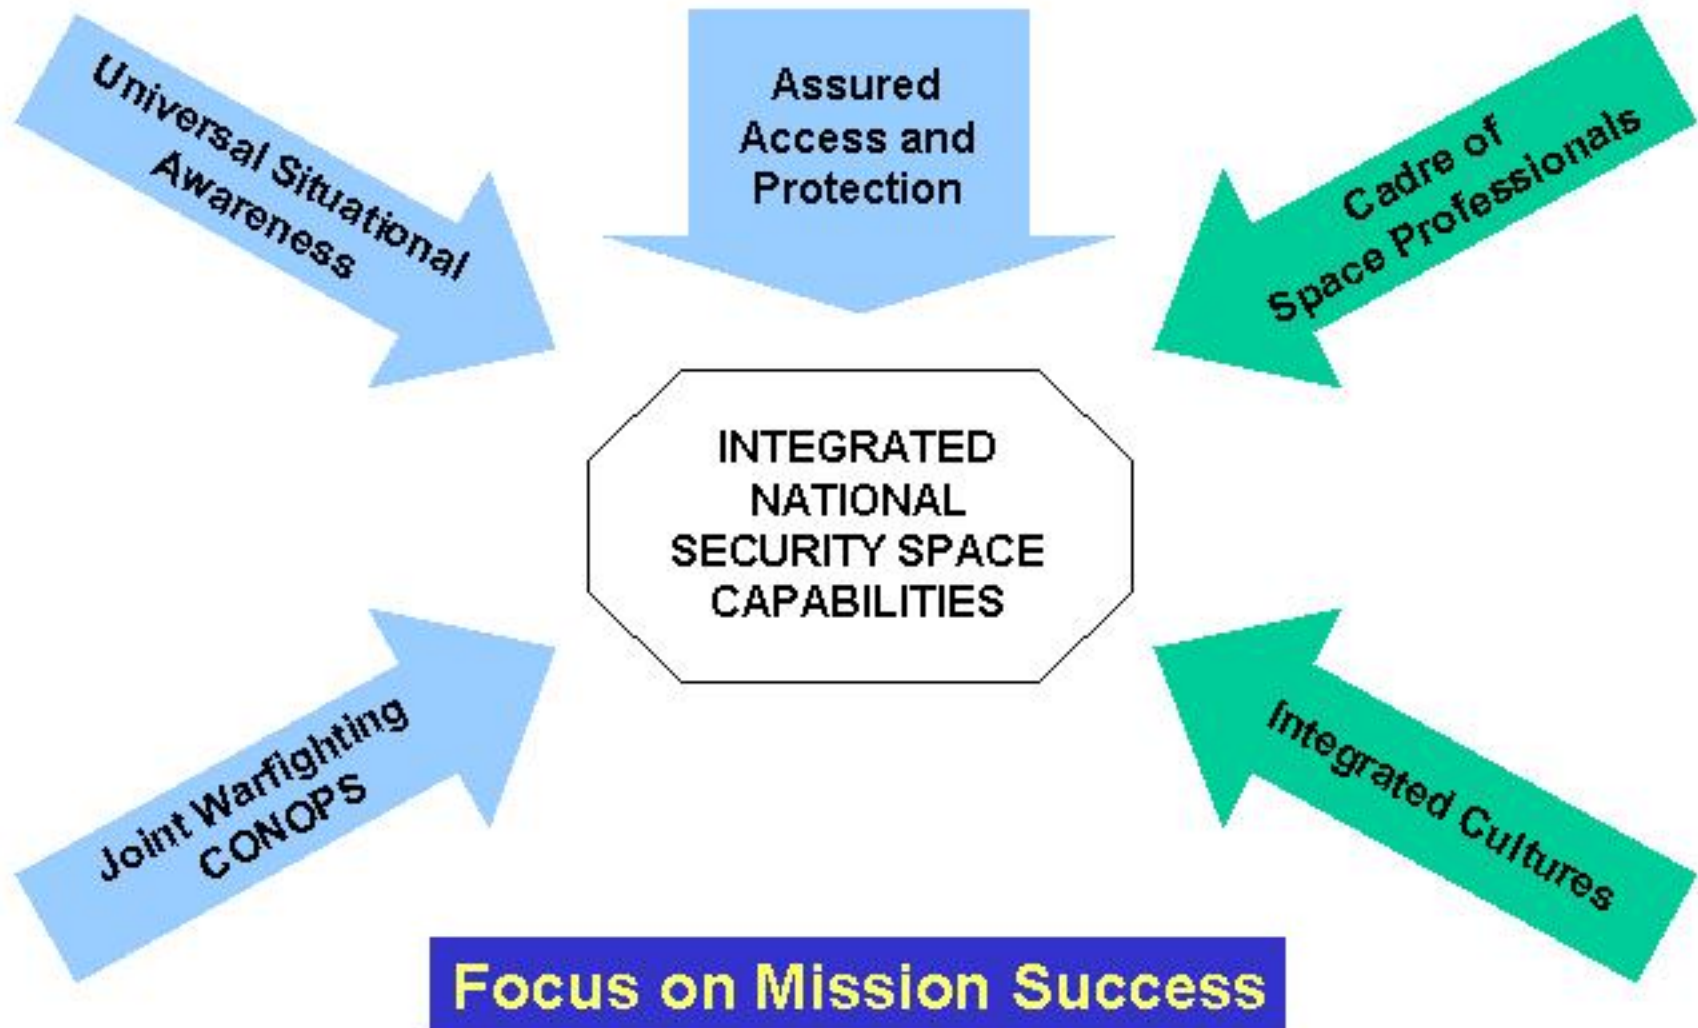 Universal Situational
Awareness
Assured
Access and
Protection
Cadre of
Space Professionals
INTEGRATED
NATIONAL
SECURITY SPACE
CAPABILITIES
Joint Warfighting
CONOPS
Integrated Cultures
Focus on Mission Success